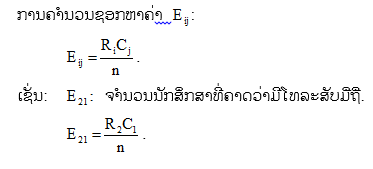 ການຄຳນວນຊອກຫາຄ່າ E_ij:
E_ij = R_iC_j / n .
ເຊັ່ນ: E_21: ຈຳນວນນັກສຶກສາທີ່ຄາດວ່າມີໂທລະສັບມືຖື.
E_21 = R_2C_1 / n .